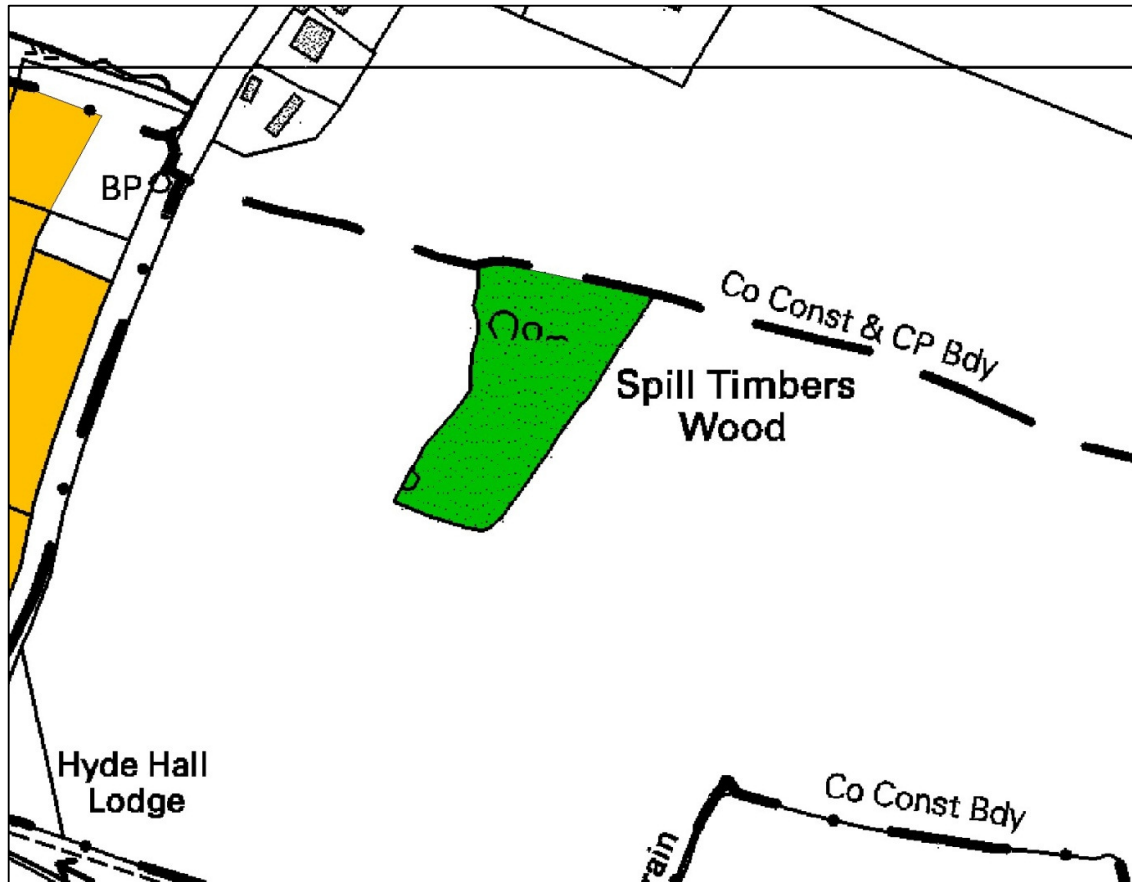 BP
Co Const & CP Bdy
Spill Timbers
Wood
Hyde Hall
Lodge
Co Const Bdy